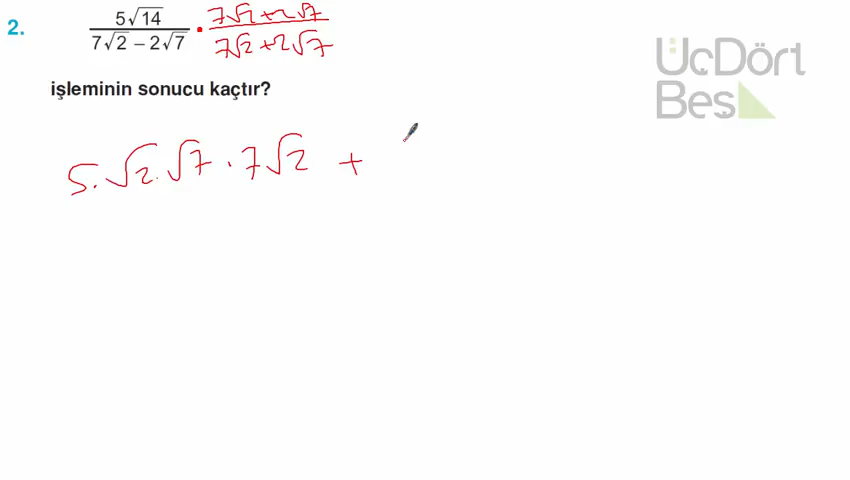 2. 5√14 / 7√2 − 2√7 · 7√2 + 2√7 / 7√2 + 2√7
işleminin sonucu kaçtır?
5. √2. √7 . 7√2 +
ÜçDört
Beş